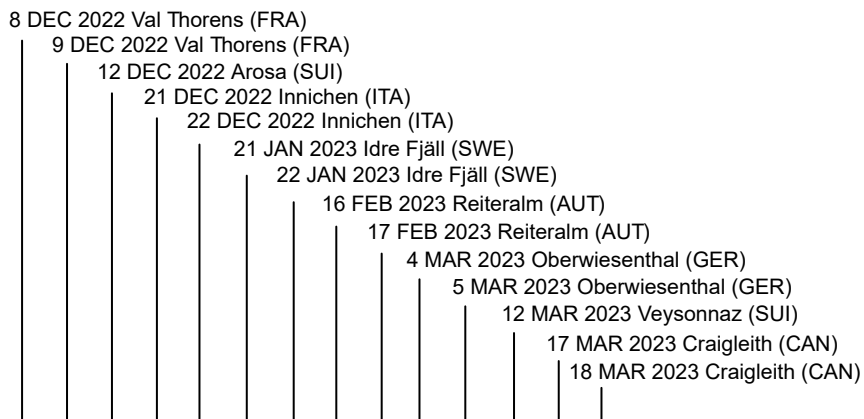 8 DEC 2022 Val Thorens (FRA)
9 DEC 2022 Val Thorens (FRA)
12 DEC 2022 Arosa (SUI)
21 DEC 2022 Innichen (ITA)
22 DEC 2022 Innichen (ITA)
21 JAN 2023 Idre Fjäll (SWE)
22 JAN 2023 Idre Fjäll (SWE)
16 FEB 2023 Reiteralm (AUT)
17 FEB 2023 Reiteralm (AUT)
4 MAR 2023 Oberwiesenthal (GER)
5 MAR 2023 Oberwiesenthal (GER)
12 MAR 2023 Veysonnaz (SUI)
17 MAR 2023 Craigleith (CAN)
18 MAR 2023 Craigleith (CAN)